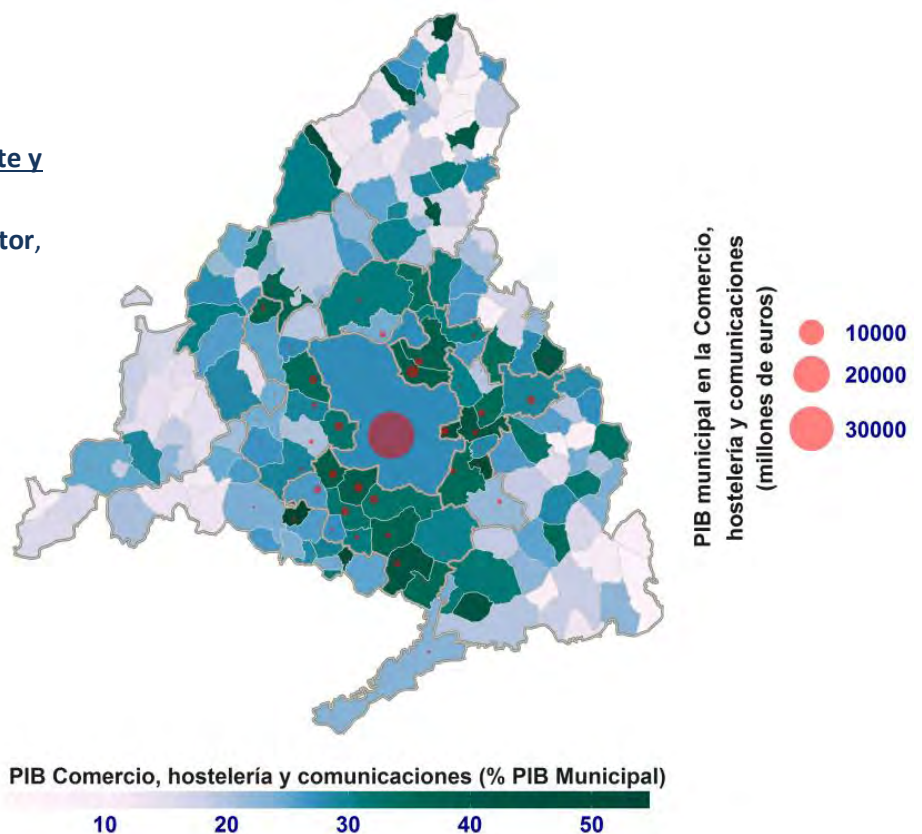 te y
tor,
PIB municipal en la Comercio,
hostelería y comunicaciones
(millones de euros)
10000
20000
30000
PIB Comercio, hostelería y comunicaciones (% PIB Municipal)
10 20 30 40 50